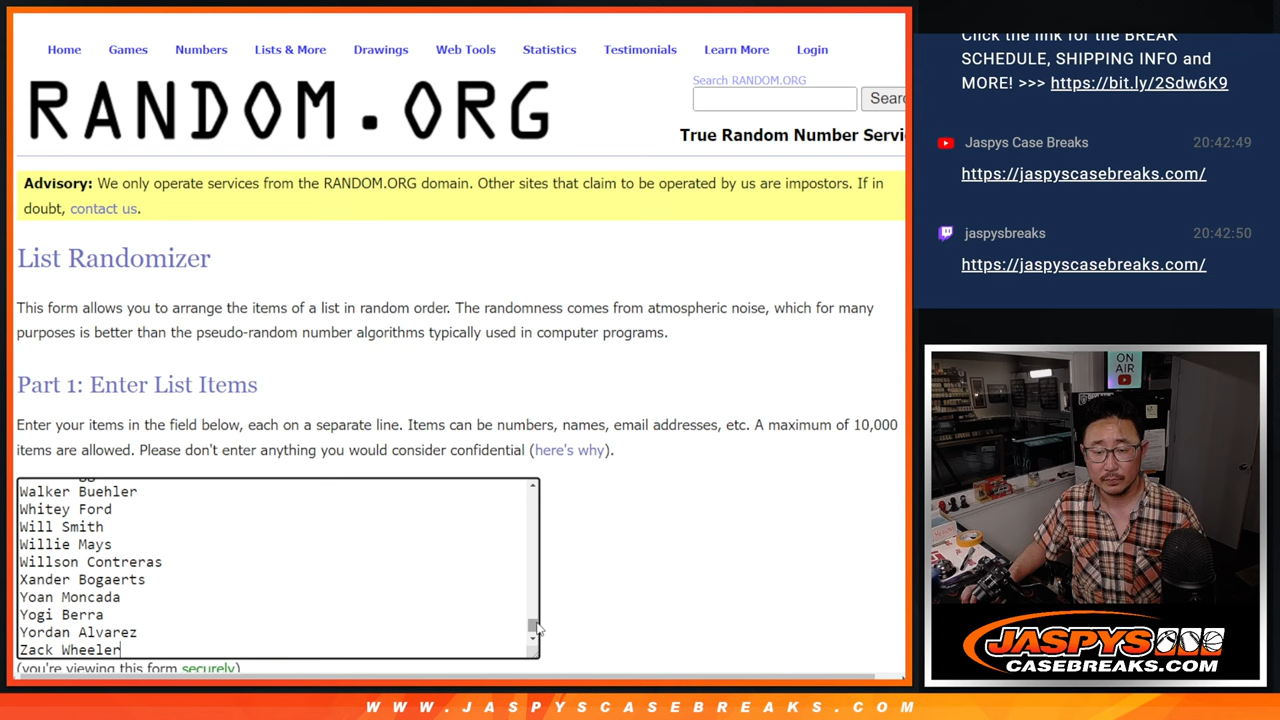 Home Games Numbers Lists & More Drawings Web Tools Statistics Testimonials Learn More Login
RANDOM.ORG
Search RANDOM.ORG
Searc
True Random Number Servi
Advisory: We only operate services from the RANDOM.ORG domain. Other sites that claim to be operated by us are impostors. If in
doubt, contact us.
List Randomizer
This form allows you to arrange the items of a list in random order. The randomness comes from atmospheric noise, which for many
purposes is better than the pseudo-random number algorithms typically used in computer programs.
Part 1: Enter List Items
Enter your items in the field below, each on a separate line. Items can be numbers, names, email addresses, etc. A maximum of 10,000
items are allowed. Please don't enter anything you would consider confidential (here's why).
Walker Buehler
Whitey Ford
Will Smith
Willie Mays
Willson Contreras
Xander Bogaerts
Yoan Moncada
Yogi Berra
Yordan Alvarez
Zack Wheeler
(you're viewing this form securely)
Click the link for the BREAK
SCHEDULE, SHIPPING INFO and
MORE! >>> https://bit.ly/2Sdw6K9
Jaspys Case Breaks 20:42:49
https://jaspyscasebreaks.com/
jaspysbreaks 20:42:50
https://jaspyscasebreaks.com/
ON
AIR
JASPYS
CASEBREAKS.COM
WWW.JASPYSCASEBREAKS.COM